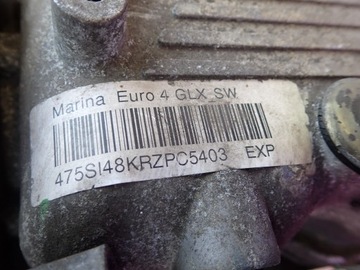 Marina Euro 4 GLX SW
475SI48KRZPC5403 EXP